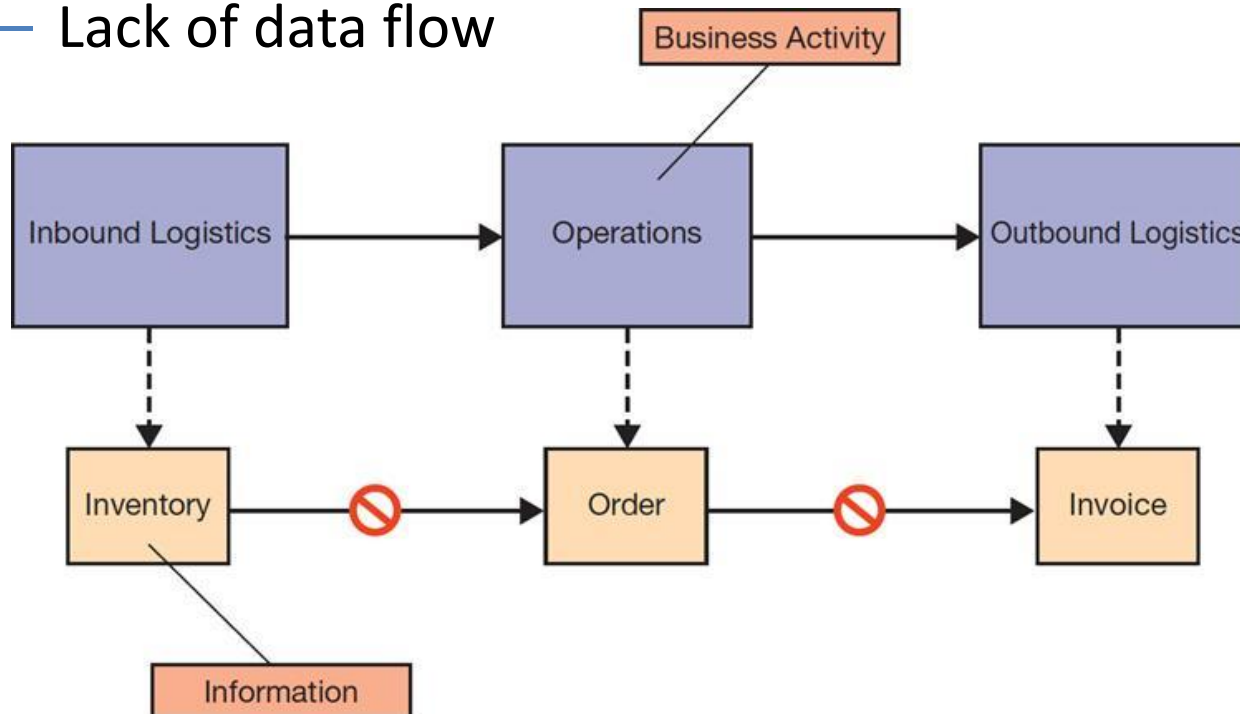 – Lack of data flow
Business Activity
Inbound Logistics
Operations
Outbound Logistics
Inventory
Order
Invoice
Information